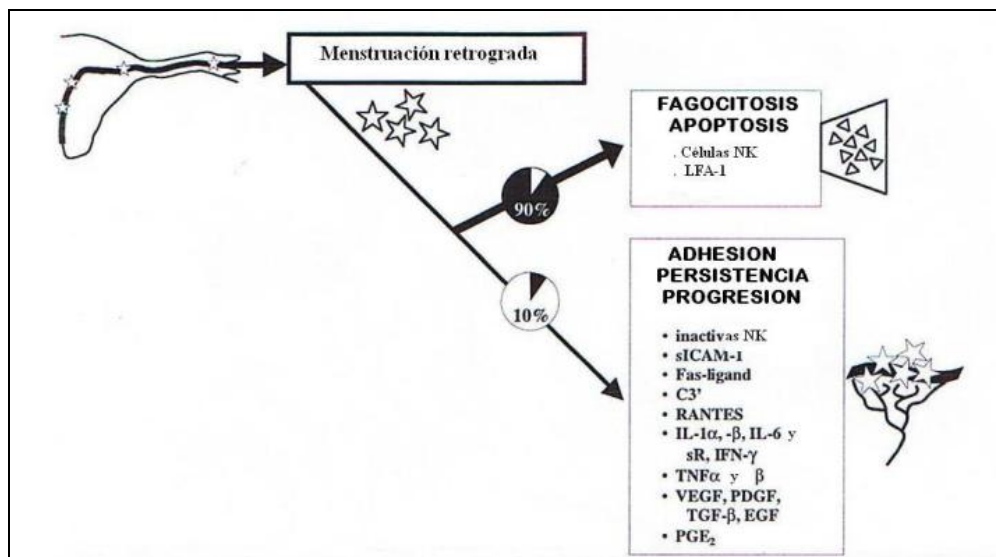 Menstruación retrograda
FAGOCITOSIS
APOPTOSIS
. Células NK
. LFA-1
90%
10%
ADHESION
PERSISTENCIA
PROGRESION
• inactivas NK
• sICAM-1
• Fas-ligand
• C3'
• RANTES
• IL-1α, -β, IL-6 y
sR, IFN-γ
• TNFα y β
• VEGF, PDGF,
TGF-β, EGF
• PGE₂